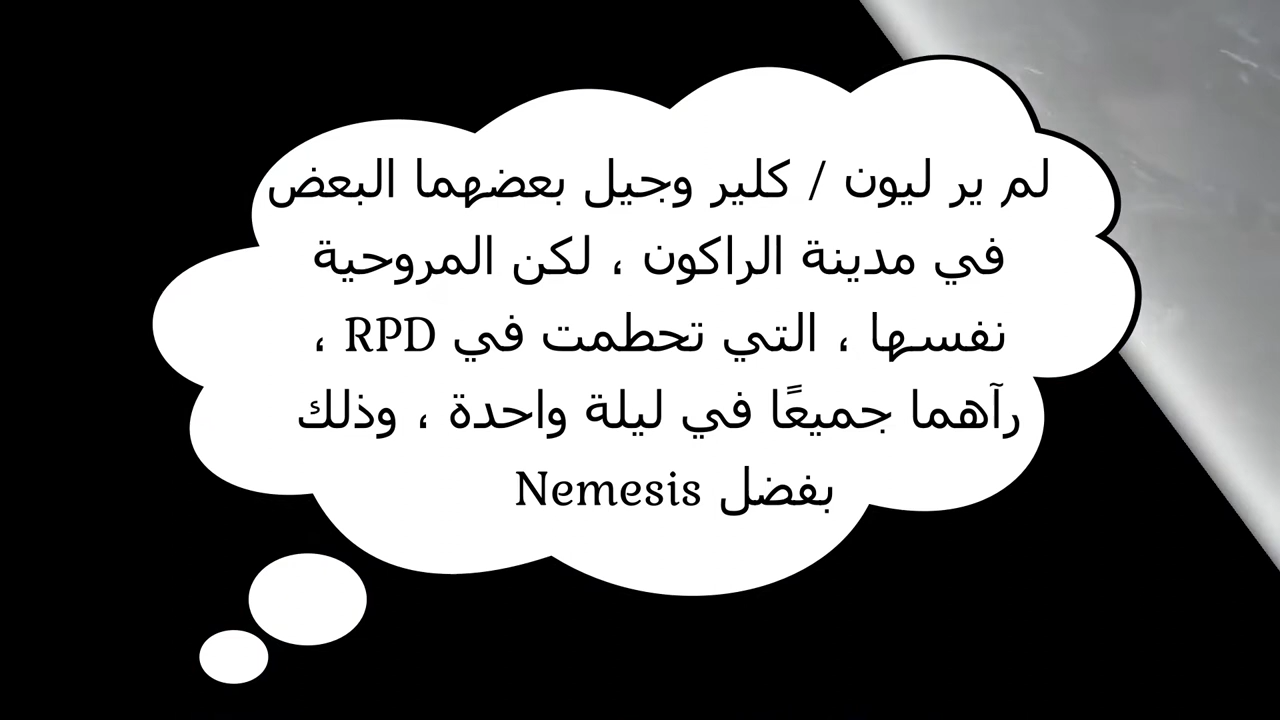 لم ير ليون / كلير وجيل بعضهما البعض
في مدينة الراكون ، لكن المروحية
نفسها ، التي تحطمت في RPD ،
رآهما جميعًا في ليلة واحدة ، وذلك
بفضل Nemesis